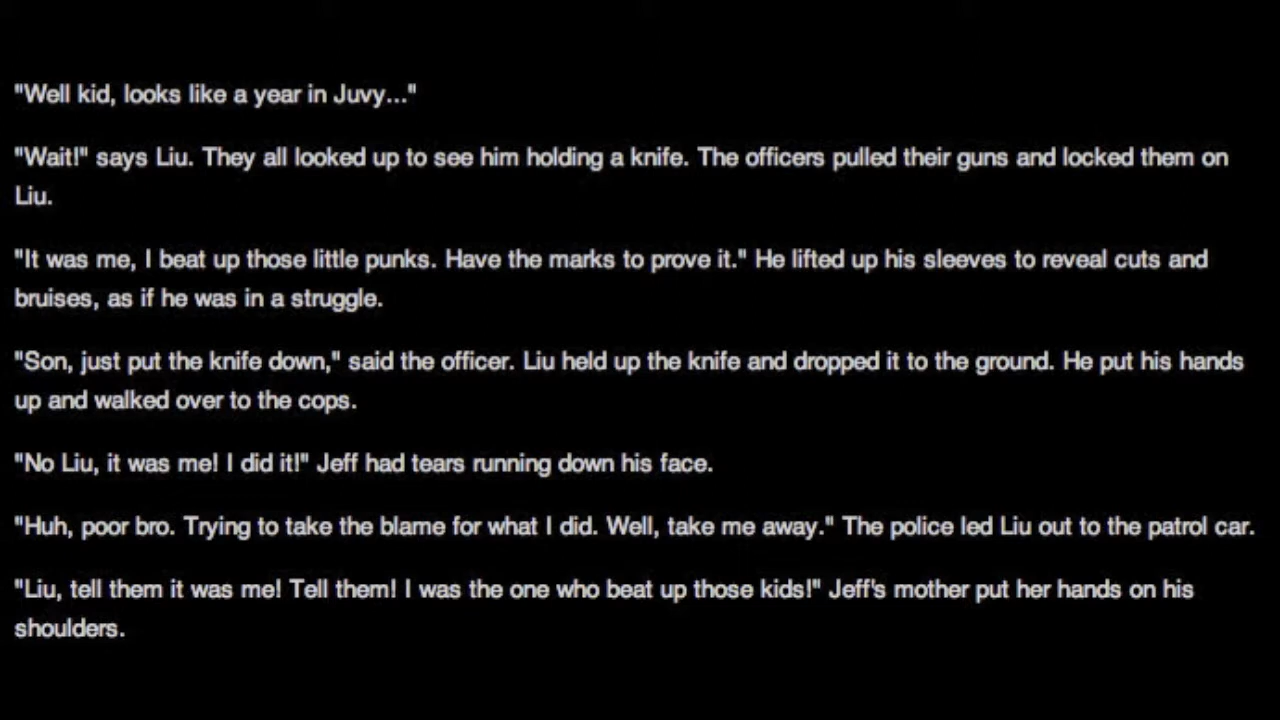 "Well kid, looks like a year in Juvy..."
"Wait!" says Liu. They all looked up to see him holding a knife. The officers pulled their guns and locked them on
Liu.
"It was me, I beat up those little punks. Have the marks to prove it." He lifted up his sleeves to reveal cuts and
bruises, as if he was in a struggle.
"Son, just put the knife down," said the officer. Liu held up the knife and dropped it to the ground. He put his hands
up and walked over to the cops.
"No Liu, it was me! I did it!" Jeff had tears running down his face.
"Huh, poor bro. Trying to take the blame for what I did. Well, take me away." The police led Liu out to the patrol car.
"Liu, tell them it was me! Tell them! I was the one who beat up those kids!" Jeff's mother put her hands on his
shoulders.